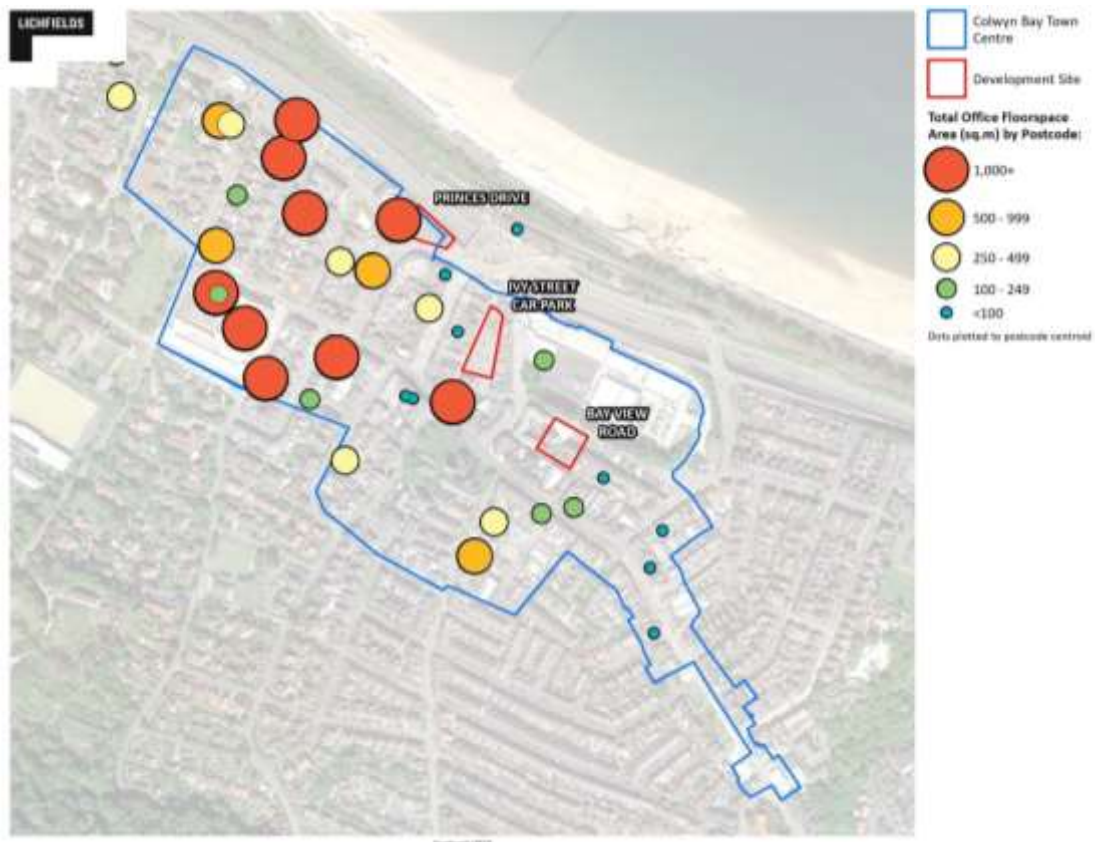 LICHFIELDS
Colwyn Bay Town
Centre
Development Site
Total Office Floorspace
Area (sq.m) by Postcode:
1,000+
500 - 999
250 - 499
100 - 249
<100
Dots plotted to postcode centroid
PRINCES DRIVE
IVY STREET
CAR PARK
BAY VIEW
ROAD